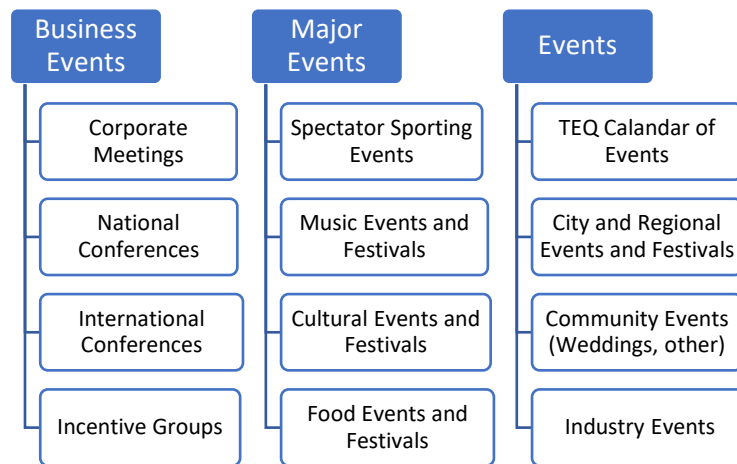 Business
Events
Corporate
Meetings
National
Conferences
International
Conferences
Incentive Groups
Major
Events
Spectator Sporting
Events
Music Events and
Festivals
Cultural Events and
Festivals
Food Events and
Festivals
Events
TEQ Calandar of
Events
City and Regional
Events and Festivals
Community Events
(Weddings, other)
Industry Events